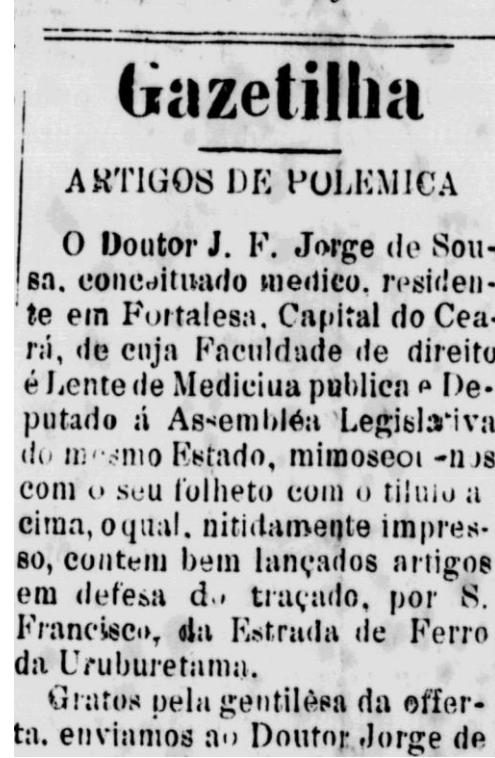 Gazetilha
ARTIGOS DE POLEMICA
O Doutor J. F. Jorge de Sou-
sa, conceituado medico, residen-
te em Fortalesa, Capital do Cea-
rá, de cuja Faculdade de direito
é Lente de Mediciua publica e De-
putado á Assembléa Legislativa
do mesmo Estado, mimoseou-nos
com o seu folheto com o titulo a
cima, o qual, nitidamente impres-
so, contem bem lançados artigos
em defesa do traçado, por S.
Francisco, da Estrada de Ferro
da Uruburetama.
Gratos pela gentilèsa da offer-
ta, enviamos ao Doutor Jorge de